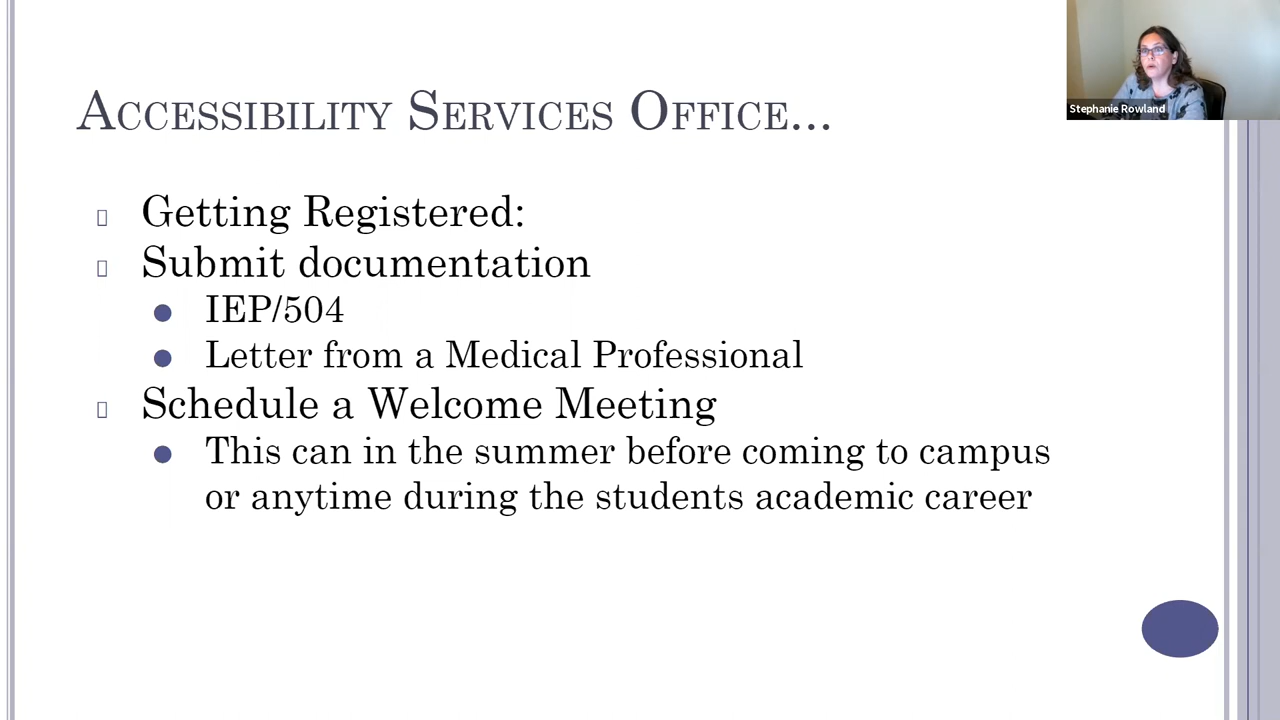 Accessibility Services Office...
Stephanie Rowland
Getting Registered:
Submit documentation
IEP/504
Letter from a Medical Professional
Schedule a Welcome Meeting
This can in the summer before coming to campus
or anytime during the students academic career